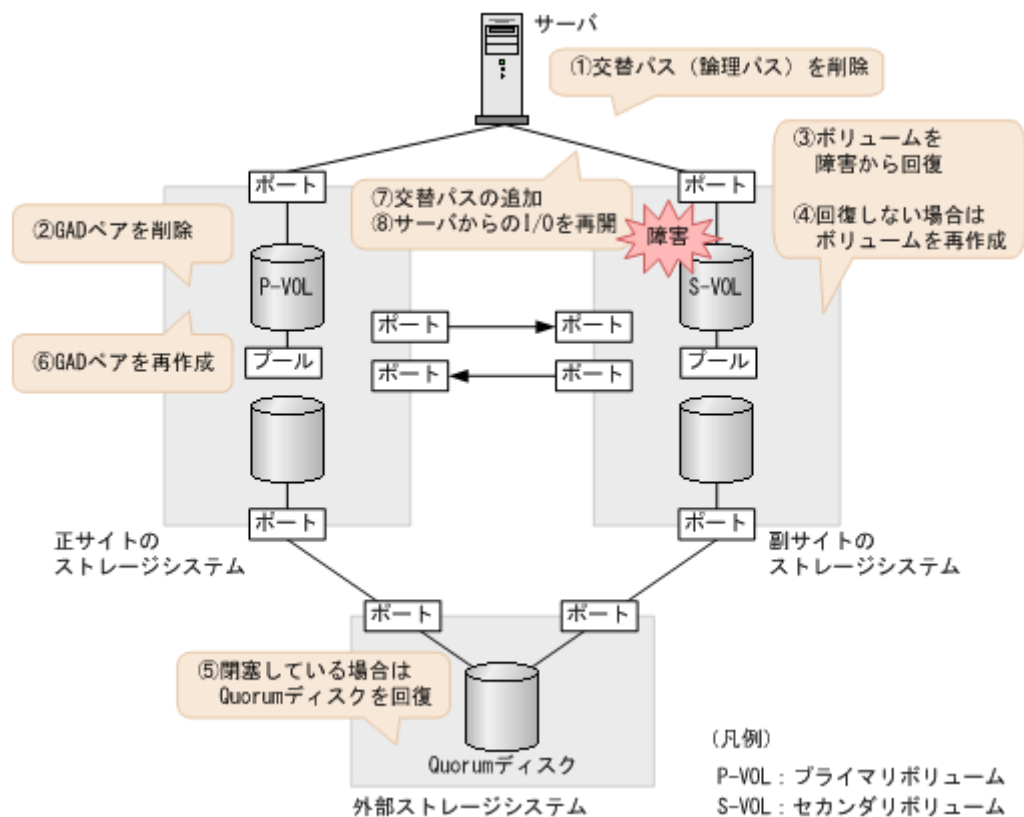 サーバ
①交替パス（論理パス）を削除
③ボリュームを
障害から回復
④回復しない場合は
ボリュームを再作成
ポート
ポート
⑦交替パスの追加
⑧サーバからのI/Oを再開
②GADペアを削除
障害
P-VOL
S-VOL
ポート
ポート
⑥GADペアを再作成
プール
プール
ポート
ポート
ポート
ポート
正サイトの
ストレージシステム
副サイトの
ストレージシステム
ポート
ポート
⑤閉塞している場合は
Quorumディスクを回復
Quorumディスク
外部ストレージシステム
(凡例)
P-VOL：プライマリボリューム
S-VOL：セカンダリボリューム